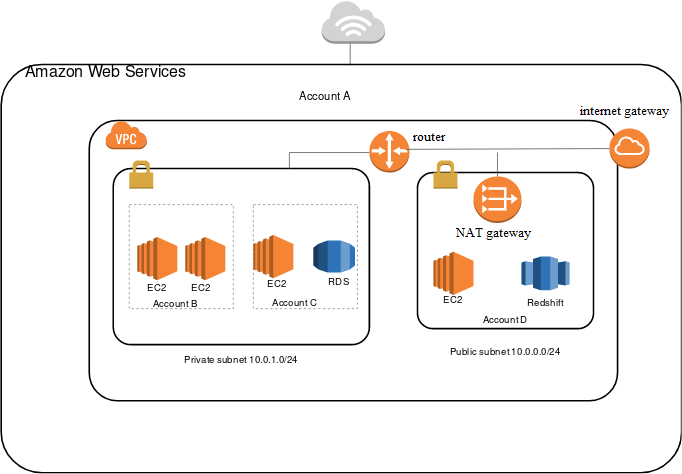 Amazon Web Services
Account A
internet gateway
VPC
router
NAT gateway
EC2
EC2
EC2
RDS
EC2
Redshift
Account B
Account C
Account D
Private subnet 10.0.1.0/24
Public subnet 10.0.0.0/24